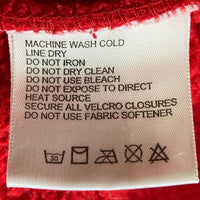 MACHINE WASH COLD
LINE DRY
DO NOT IRON
DO NOT DRY CLEAN
DO NOT USE BLEACH
DO NOT EXPOSE TO DIRECT
HEAT SOURCE
SECURE ALL VELCRO CLOSURES
DO NOT USE FABRIC SOFTENER
30